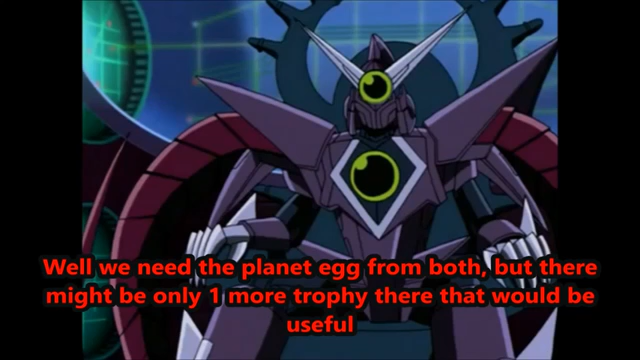 Well we need the planet egg from both, but there
might be only 1 more trophy there that would be
useful